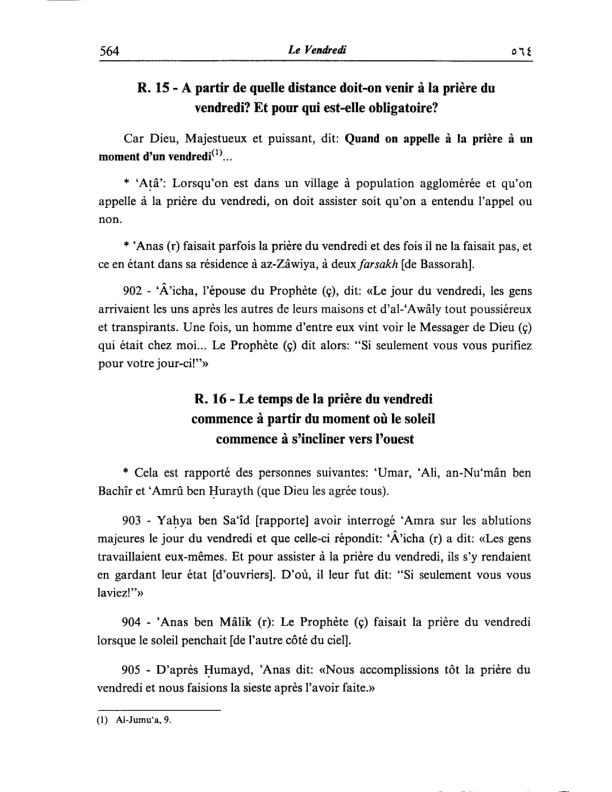 564 Le Vendredi ٥٦٤
R. 15 - A partir de quelle distance doit-on venir à la prière du
vendredi? Et pour qui est-elle obligatoire?
Car Dieu, Majestueux et puissant, dit: Quand on appelle à la prière à un
moment d'un vendredi(1)...
* ‘Aṭâ’: Lorsqu'on est dans un village à population agglomérée et qu'on
appelle à la prière du vendredi, on doit assister soit qu'on a entendu l'appel ou
non.
* ’Anas (r) faisait parfois la prière du vendredi et des fois il ne la faisait pas, et
ce en étant dans sa résidence à az-Zâwiya, à deux farsakh [de Bassorah].
902 - ‘Â’icha, l'épouse du Prophète (ç), dit: «Le jour du vendredi, les gens
arrivaient les uns après les autres de leurs maisons et d'al-‘Awâly tout poussiéreux
et transpirants. Une fois, un homme d'entre eux vint voir le Messager de Dieu (ç)
qui était chez moi... Le Prophète (ç) dit alors: “Si seulement vous vous purifiez
pour votre jour-ci!”»
R. 16 - Le temps de la prière du vendredi
commence à partir du moment où le soleil
commence à s'incliner vers l'ouest
* Cela est rapporté des personnes suivantes: ‘Umar, ‘Ali, an-Nu‘mân ben
Bachîr et ‘Amrû ben Ḥurayth (que Dieu les agrée tous).
903 - Yaḥya ben Sa‘îd [rapporte] avoir interrogé ‘Amra sur les ablutions
majeures le jour du vendredi et que celle-ci répondit: ‘Â’icha (r) a dit: «Les gens
travaillaient eux-mêmes. Et pour assister à la prière du vendredi, ils s'y rendaient
en gardant leur état [d'ouvriers]. D'où, il leur fut dit: “Si seulement vous vous
laviez!”»
904 - ’Anas ben Mâlik (r): Le Prophète (ç) faisait la prière du vendredi
lorsque le soleil penchait [de l'autre côté du ciel].
905 - D'après Ḥumayd, ’Anas dit: «Nous accomplissions tôt la prière du
vendredi et nous faisions la sieste après l'avoir faite.»
(1) Al-Jumu‘a, 9.